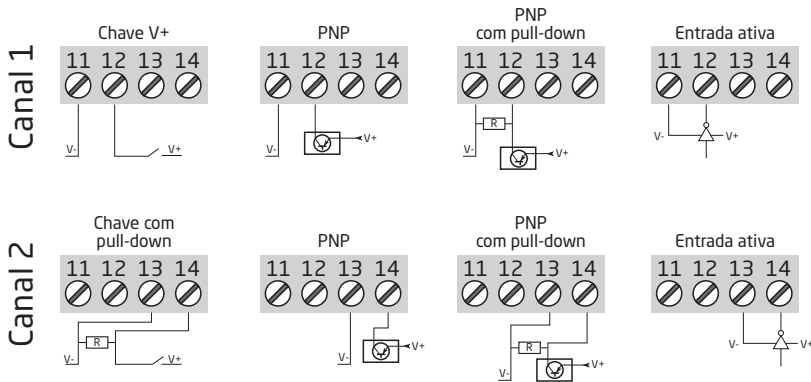 Canal 1
Chave V+
11 12 13 14
V- V+
PNP
11 12 13 14
V- V+
PNP
com pull-down
11 12 13 14
R
V- V+
Entrada ativa
11 12 13 14
V- V+
Canal 2
Chave com
pull-down
11 12 13 14
R
V- V+
PNP
11 12 13 14
V- V+
PNP
com pull-down
11 12 13 14
R
V- V+
Entrada ativa
11 12 13 14
V- V+